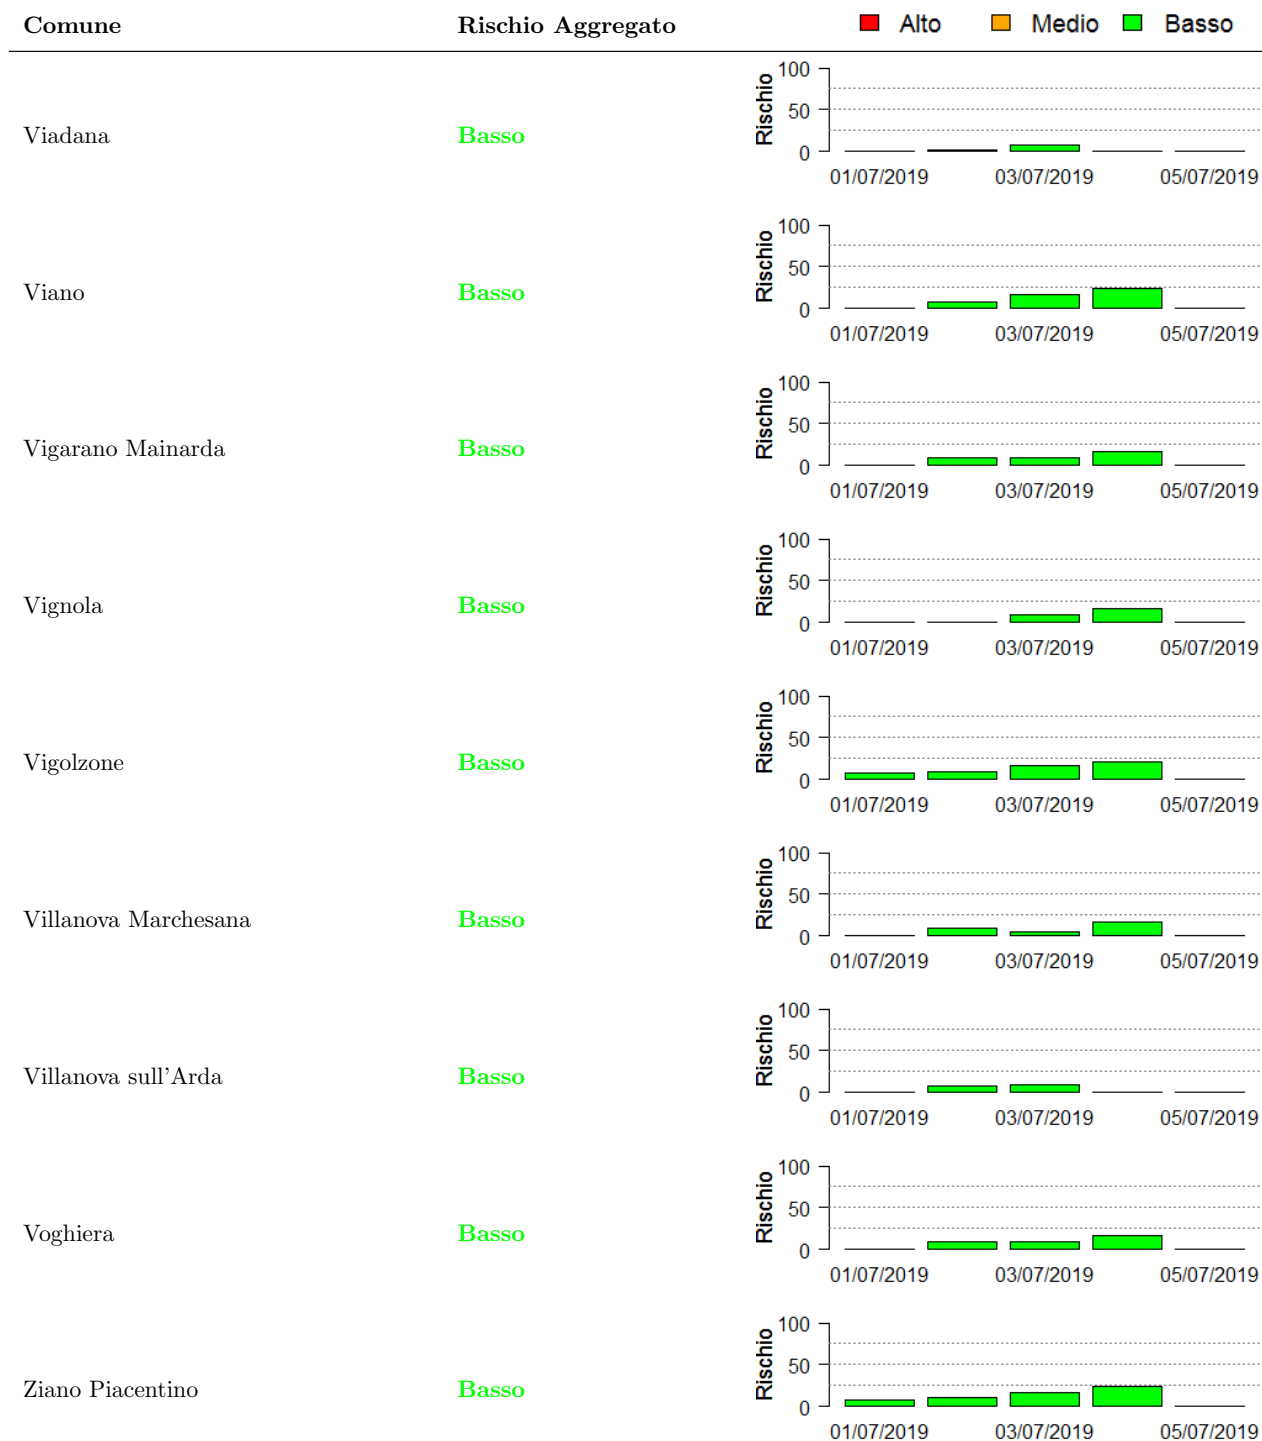 Comune Rischio Aggregato Alto Medio Basso
Viadana Basso Rischio 100 50 0
01/07/2019 03/07/2019 05/07/2019
Viano Basso Rischio 100 50 0
01/07/2019 03/07/2019 05/07/2019
Vigarano Mainarda Basso Rischio 100 50 0
01/07/2019 03/07/2019 05/07/2019
Vignola Basso Rischio 100 50 0
01/07/2019 03/07/2019 05/07/2019
Vigolzone Basso Rischio 100 50 0
01/07/2019 03/07/2019 05/07/2019
Villanova Marchesana Basso Rischio 100 50 0
01/07/2019 03/07/2019 05/07/2019
Villanova sull'Arda Basso Rischio 100 50 0
01/07/2019 03/07/2019 05/07/2019
Voghiera Basso Rischio 100 50 0
01/07/2019 03/07/2019 05/07/2019
Ziano Piacentino Basso Rischio 100 50 0
01/07/2019 03/07/2019 05/07/2019